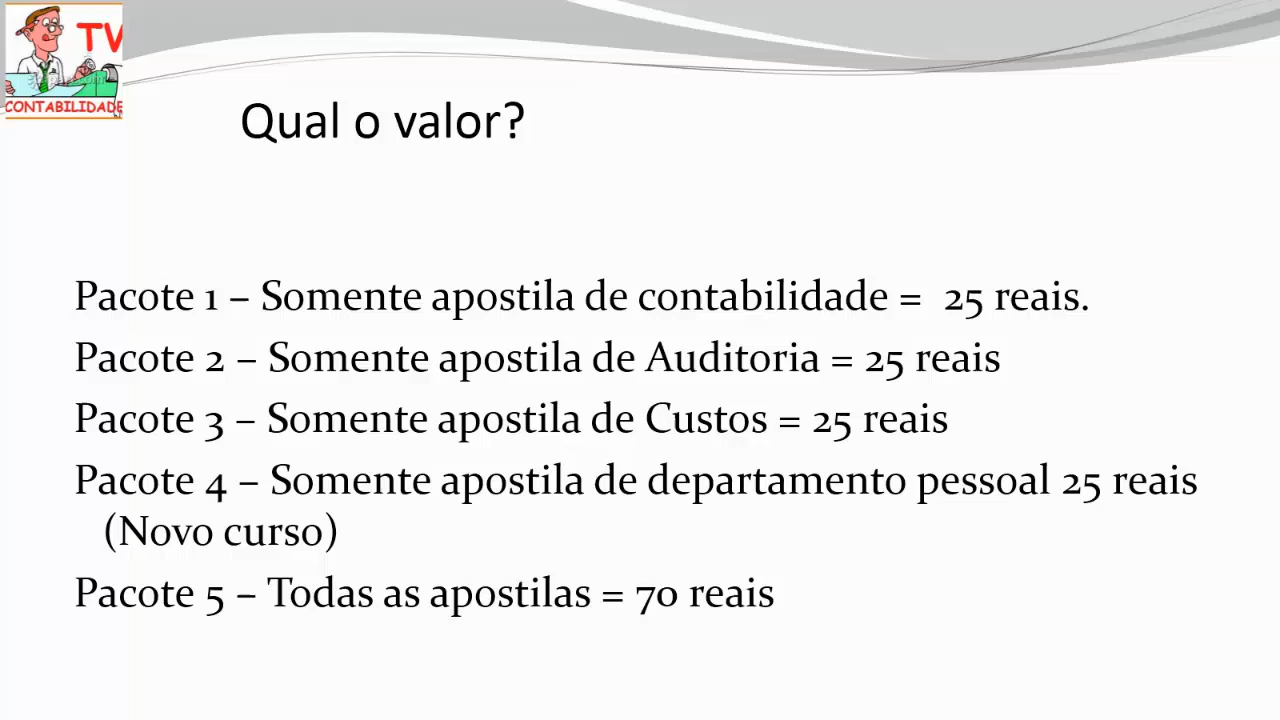 TV
CONTABILIDADE
Qual o valor?
Pacote 1 – Somente apostila de contabilidade =  25 reais.
Pacote 2 – Somente apostila de Auditoria = 25 reais
Pacote 3 – Somente apostila de Custos = 25 reais
Pacote 4 – Somente apostila de departamento pessoal 25 reais
(Novo curso)
Pacote 5 – Todas as apostilas = 70 reais